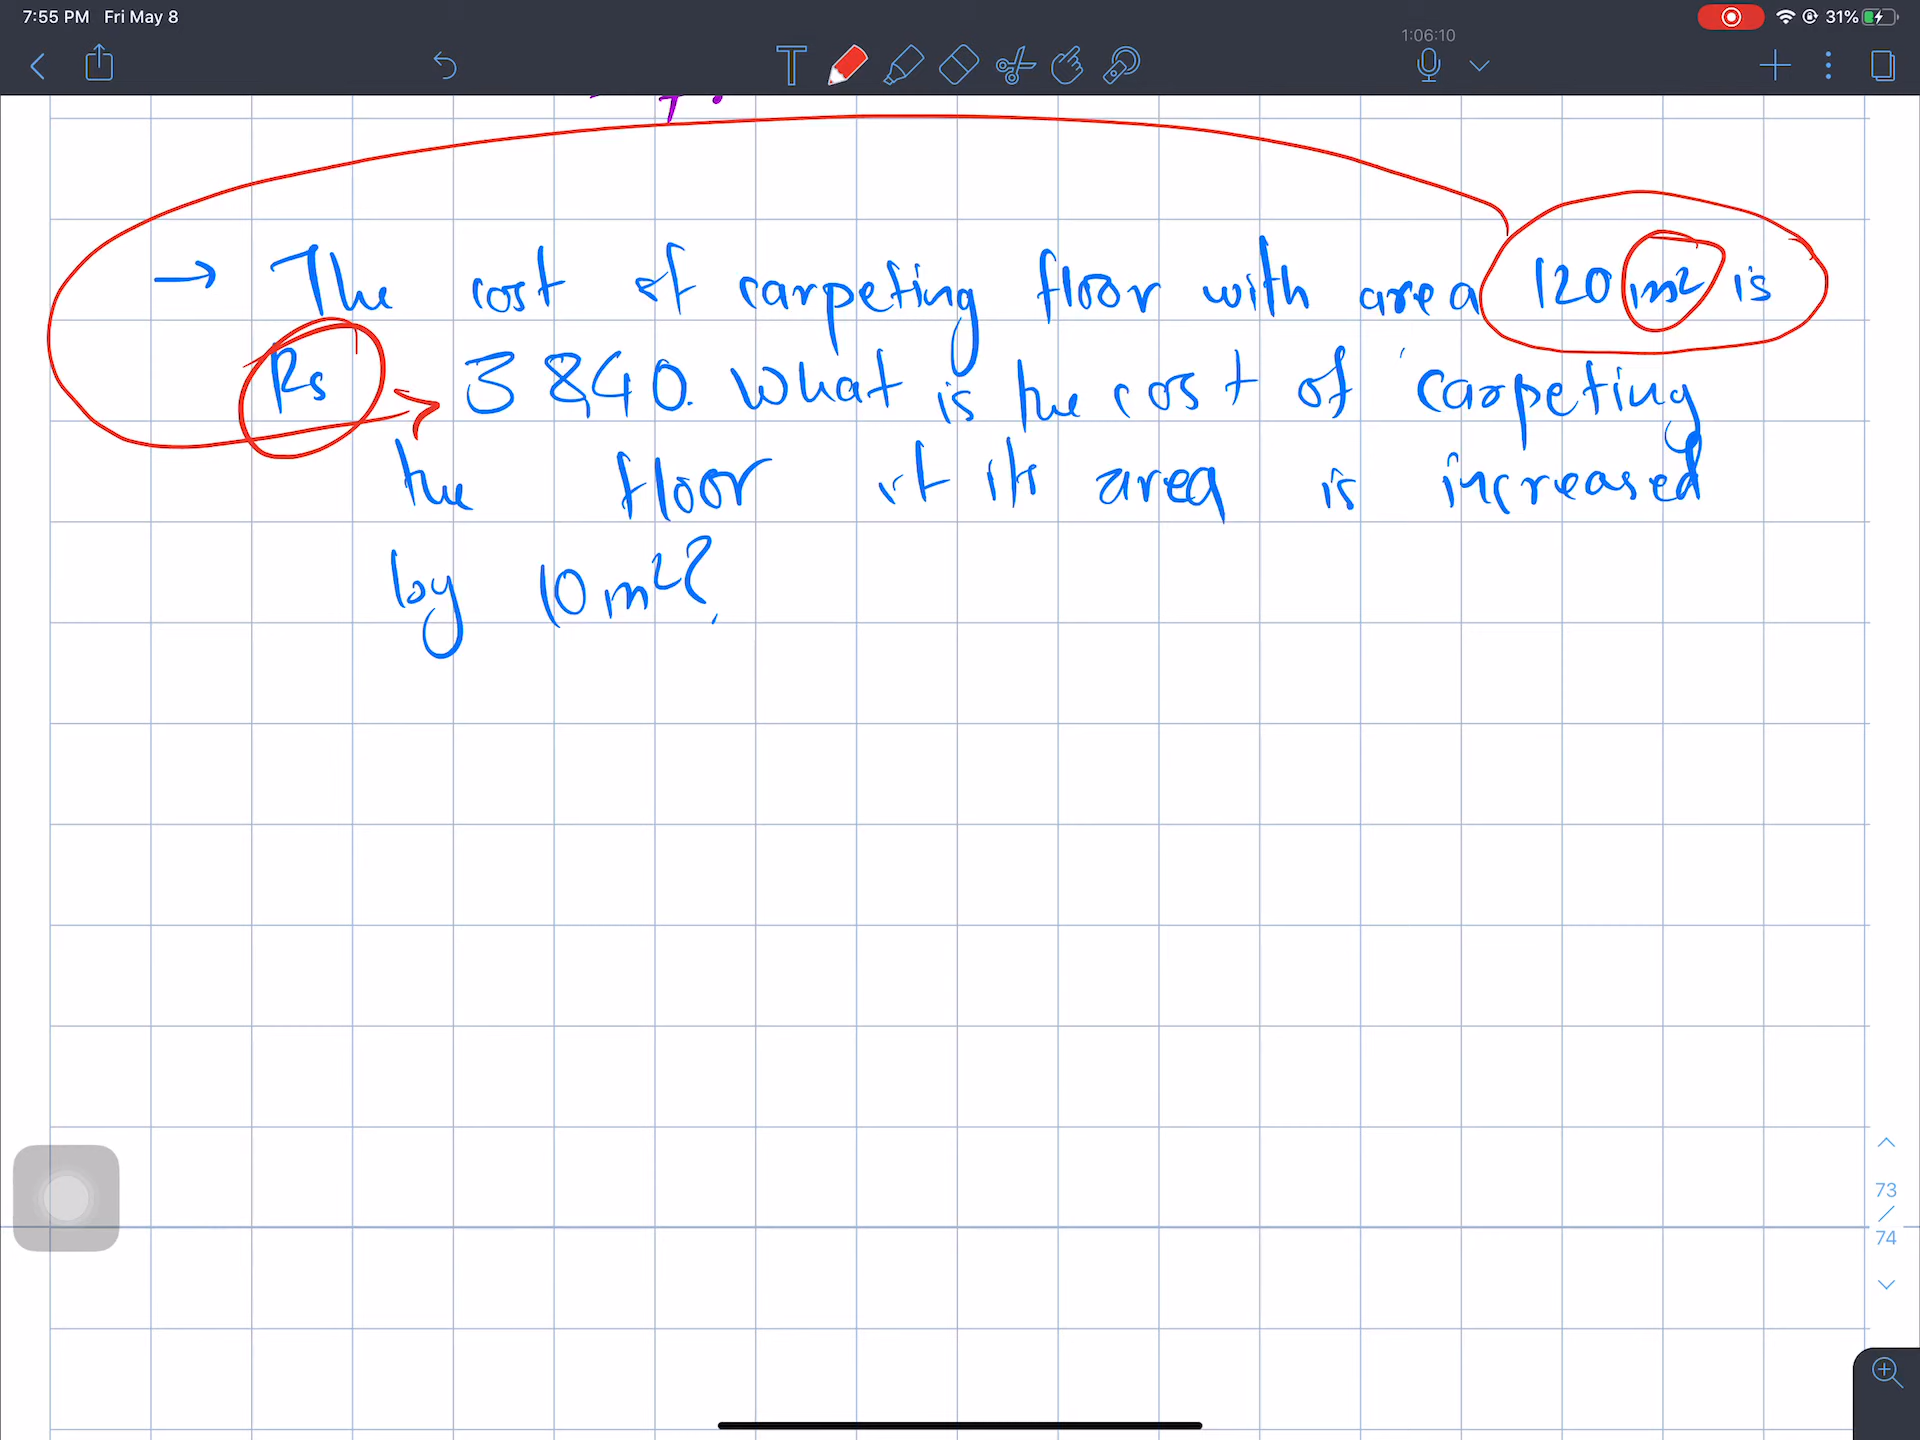 7:55 PM Fri May 8
31%
1:06:10
→ The cost of carpeting floor with area 120 m² is
Rs 3840. What is the cost of carpeting
the floor if its area is increased
by 10 m²?
73
/
74